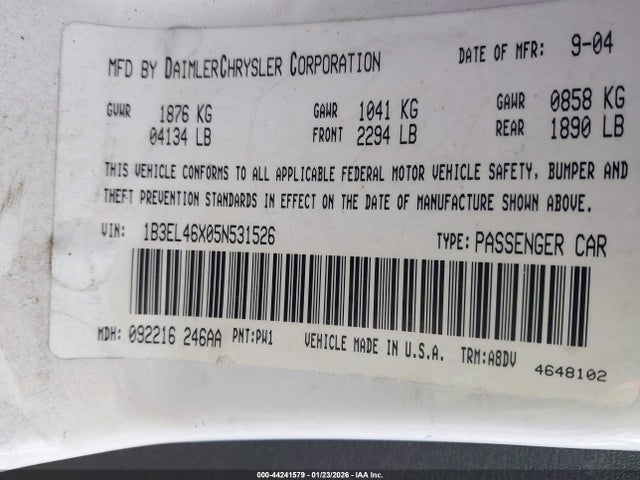 MFD BY DAIMLERCHRYSLER CORPORATION DATE OF MFR: 9-04
GVWR 1876 KG GAWR 1041 KG GAWR 0858 KG
04134 LB FRONT 2294 LB REAR 1890 LB
THIS VEHICLE CONFORMS TO ALL APPLICABLE FEDERAL MOTOR VEHICLE SAFETY, BUMPER AND
THEFT PREVENTION STANDARDS IN EFFECT ON THE DATE OF MANUFACTURE SHOWN ABOVE.
VIN: 1B3EL46X05N531526 TYPE: PASSENGER CAR
MDH: 092216 246AA PNT: PW1 VEHICLE MADE IN U.S.A. TRM: A8DV
4648102
000-44241579 - 01/23/2026 - IAA Inc.